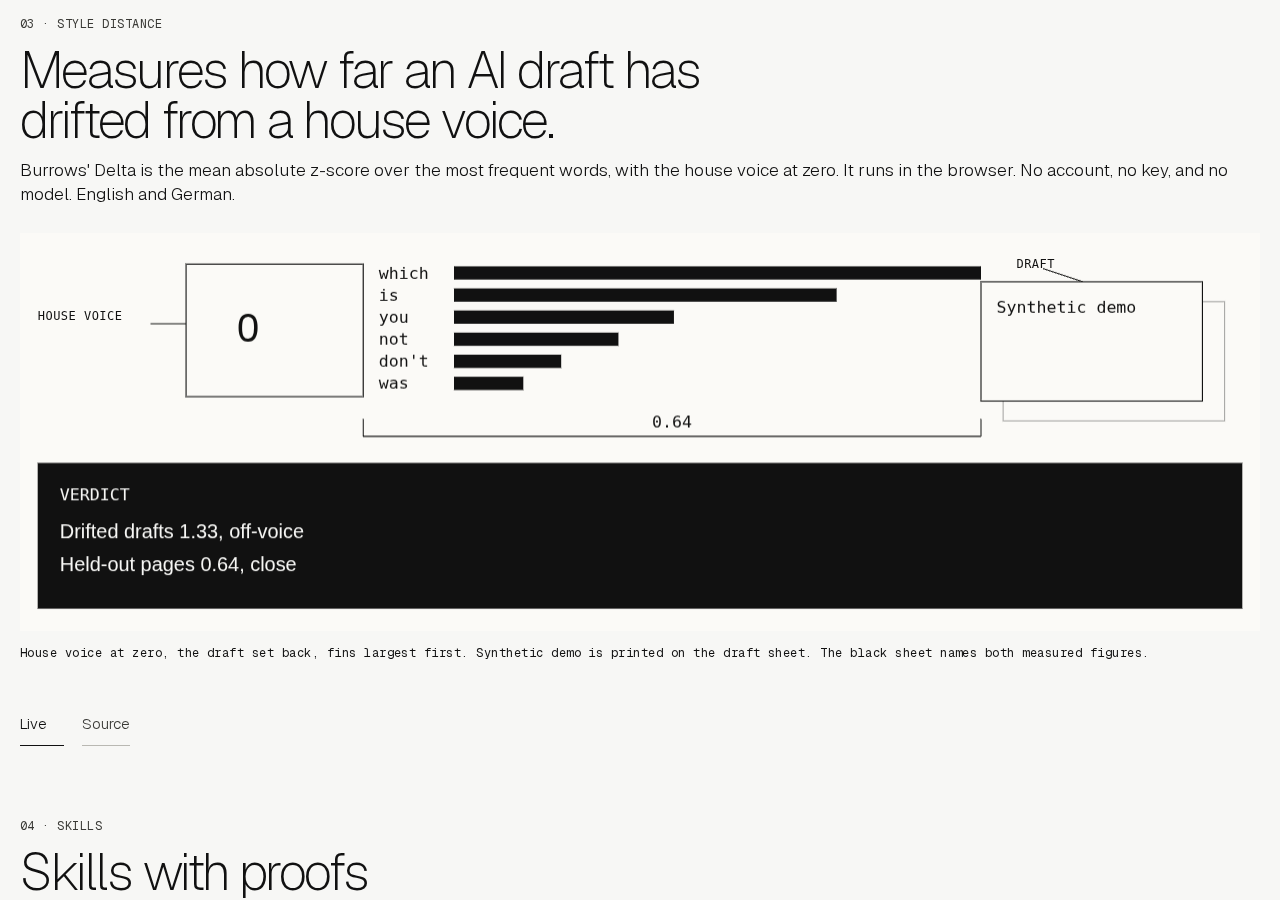 03 · STYLE DISTANCE
Measures how far an AI draft has
drifted from a house voice.
Burrows' Delta is the mean absolute z-score over the most frequent words, with the house voice at zero. It runs in the browser. No account, no key, and no
model. English and German.
HOUSE VOICE
0
which
is
you
not
don't
was
0.64
DRAFT
Synthetic demo
VERDICT
Drifted drafts 1.33, off-voice
Held-out pages 0.64, close
House voice at zero, the draft set back, fins largest first. Synthetic demo is printed on the draft sheet. The black sheet names both measured figures.
Live
Source
04 · SKILLS
Skills with proofs